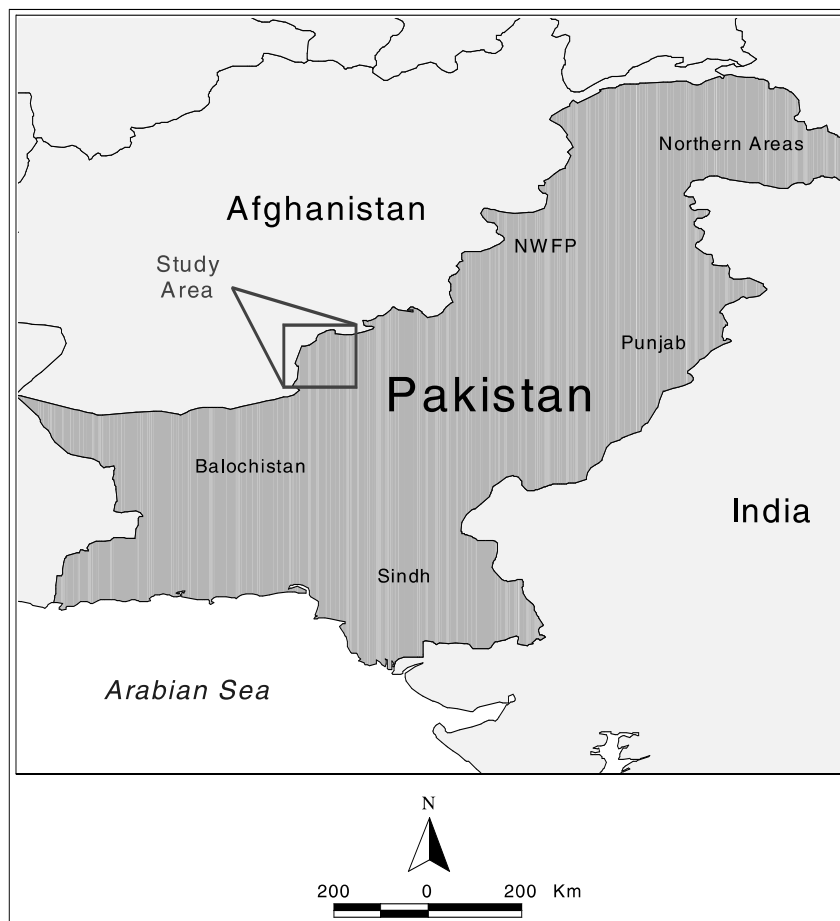 Northern Areas
Afghanistan
NWFP
Study
Area
Punjab
Pakistan
Balochistan
India
Sindh
Arabian Sea
N
200 0 200 Km